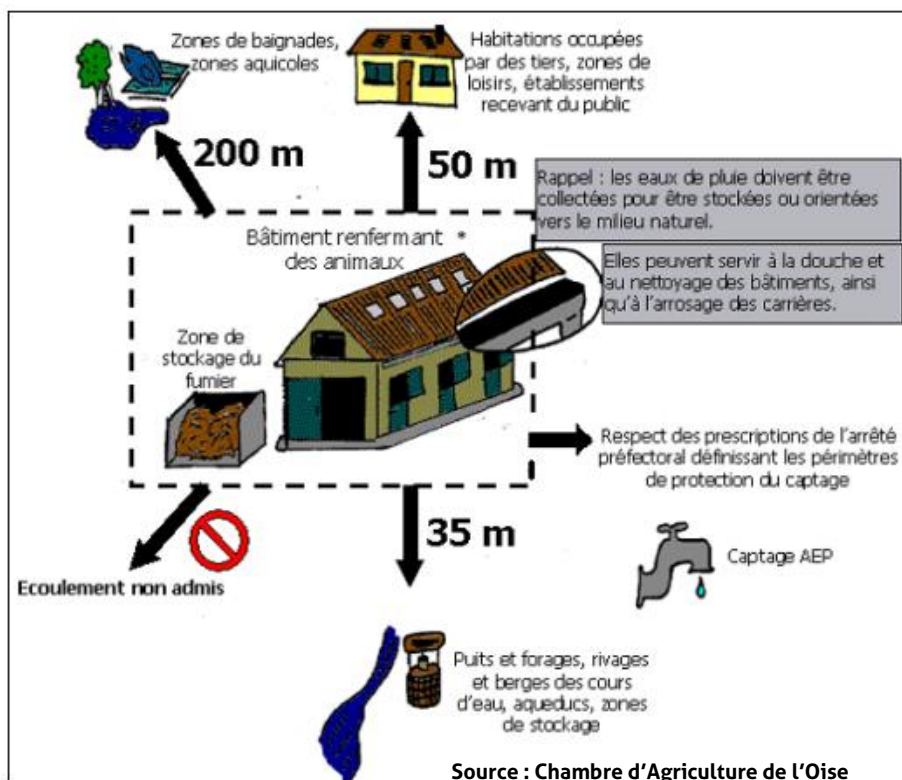 Zones de baignades,
zones aquicoles
Habitations occupées
par des tiers, zones de
loisirs, établissements
recevant du public
200 m
50 m
Rappel : les eaux de pluie doivent être
collectées pour être stockées ou orientées
vers le milieu naturel.
Bâtiment renfermant *
des animaux
Elles peuvent servir à la douche et
au nettoyage des bâtiments, ainsi
qu'à l'arrosage des carrières.
Zone de
stockage du
fumier
Respect des prescriptions de l'arrêté
préfectoral définissant les périmètres
de protection du captage
35 m
Captage AEP
Ecoulement non admis
Puits et forages, rivages
et berges des cours
d'eau, aqueducs, zones
de stockage
Source : Chambre d'Agriculture de l'Oise